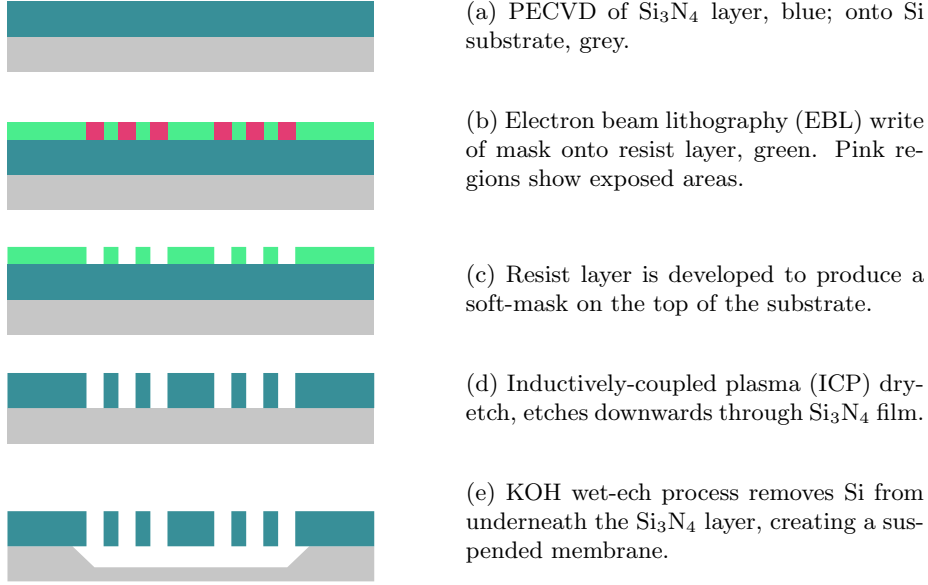 (a) PECVD of Si₃N₄ layer, blue; onto Si
substrate, grey.
(b) Electron beam lithography (EBL) write
of mask onto resist layer, green. Pink re-
gions show exposed areas.
(c) Resist layer is developed to produce a
soft-mask on the top of the substrate.
(d) Inductively-coupled plasma (ICP) dry-
etch, etches downwards through Si₃N₄ film.
(e) KOH wet-ech process removes Si from
underneath the Si₃N₄ layer, creating a sus-
pended membrane.